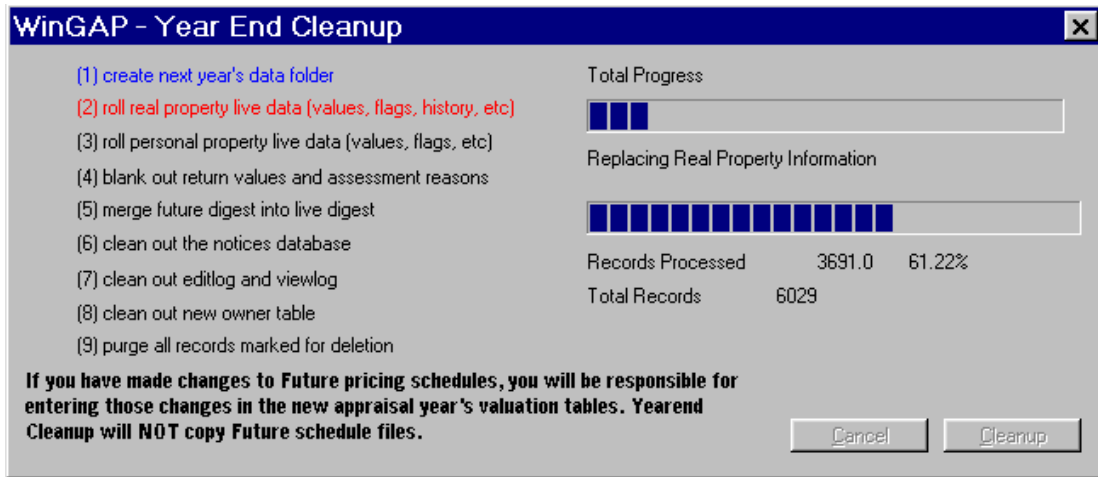 WinGAP - Year End Cleanup
(1) create next year's data folder
(2) roll real property live data (values, flags, history, etc)
(3) roll personal property live data (values, flags, etc)
(4) blank out return values and assessment reasons
(5) merge future digest into live digest
(6) clean out the notices database
(7) clean out editlog and viewlog
(8) clean out new owner table
(9) purge all records marked for deletion
Total Progress
Replacing Real Property Information
Records Processed 3691.0 61.22%
Total Records 6029
If you have made changes to Future pricing schedules, you will be responsible for
entering those changes in the new appraisal year's valuation tables. Yearend
Cleanup will NOT copy Future schedule files.
Cancel
Cleanup